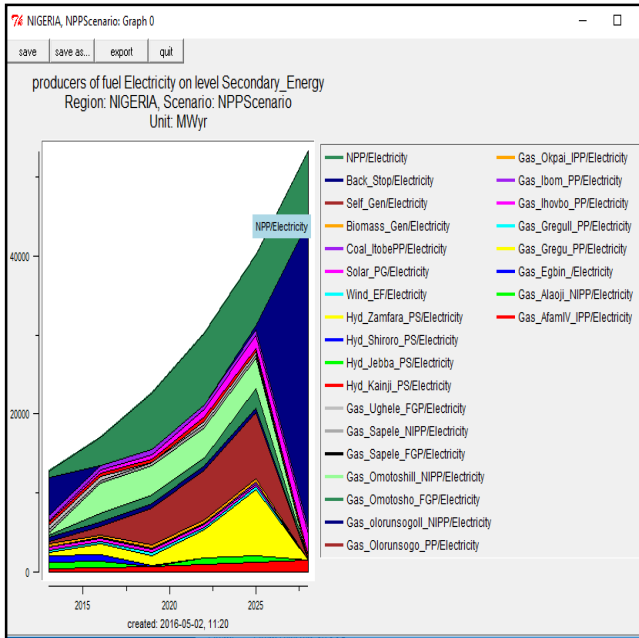 NIGERIA, NPPScenario: Graph 0
save save as... export quit
producers of fuel Electricity on level Secondary_Energy
Region: NIGERIA, Scenario: NPPScenario
Unit: MWyr
NPP/Electricity
40000
20000
0
2015 2020 2025
created: 2016-05-02, 11:20
NPP/Electricity
Back_Stop/Electricity
Self_Gen/Electricity
Biomass_Gen/Electricity
Coal_ItobePP/Electricity
Solar_PG/Electricity
Wind_EF/Electricity
Hyd_Zamfara_PS/Electricity
Hyd_Shiroro_PS/Electricity
Hyd_Jebba_PS/Electricity
Hyd_Kainji_PS/Electricity
Gas_Ughele_FGP/Electricity
Gas_Sapele_NIPP/Electricity
Gas_Sapele_FGP/Electricity
Gas_OmotoshIl_NIPP/Electricity
Gas_Omotosho_FGP/Electricity
Gas_olorunsogoII_NIPP/Electricity
Gas_Olorunsogo_PP/Electricity
Gas_Okpai_IPP/Electricity
Gas_Ibom_PP/Electricity
Gas_Ihovbo_PP/Electricity
Gas_GreguII_PP/Electricity
Gas_Gregu_PP/Electricity
Gas_Egbin_/Electricity
Gas_Alaoji_NIPP/Electricity
Gas_AfamIV_IPP/Electricity